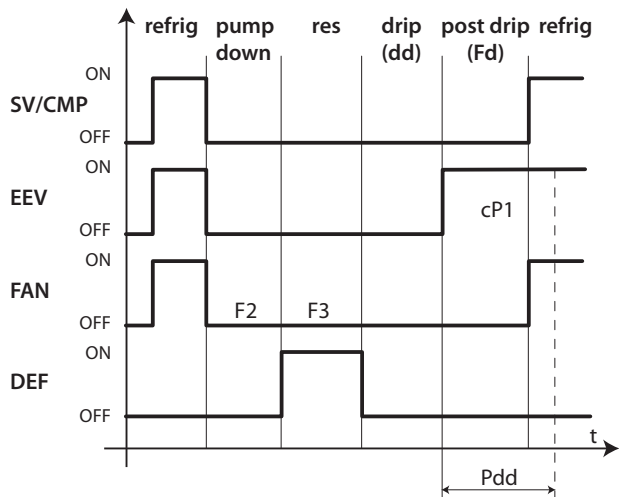 refrig pump res drip post drip refrig
down (dd) (Fd)
ON
SV/CMP
OFF
ON
EEV
cP1
OFF
ON
FAN
F2 F3
OFF
ON
DEF
OFF
t
Pdd